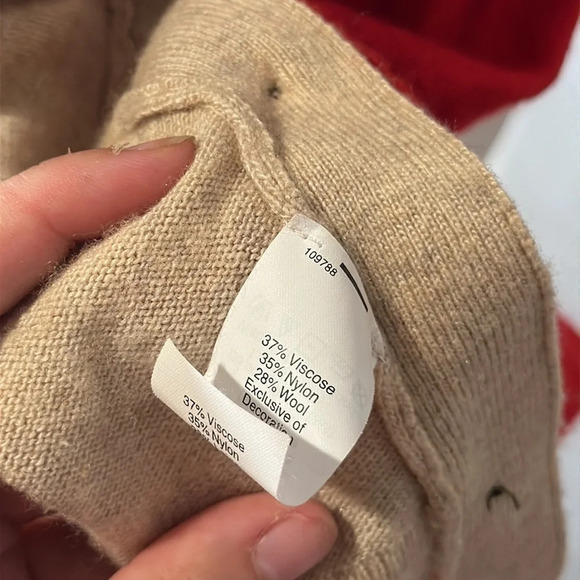 109788
37% Viscose
35% Nylon
28% Wool
Exclusive of
Decoration
37% Viscose
35% Nylon